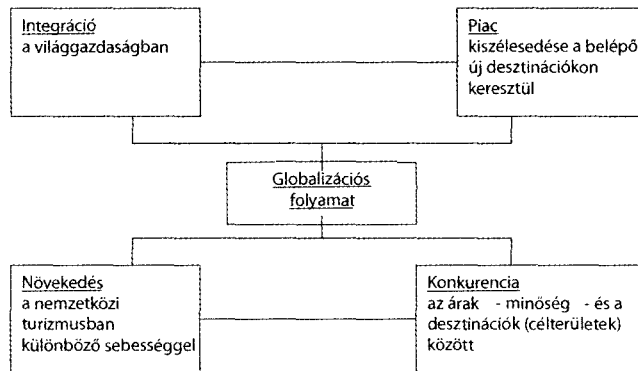 Integráció
a világgazdaságban
Piac
kiszélesedése a belépő
új desztinációkon
keresztül
Globalizációs
folyamat
Növekedés
a nemzetközi
turizmusban
különböző sebességgel
Konkurencia
az árak - minőség - és a
desztinációk (célterületek)
között